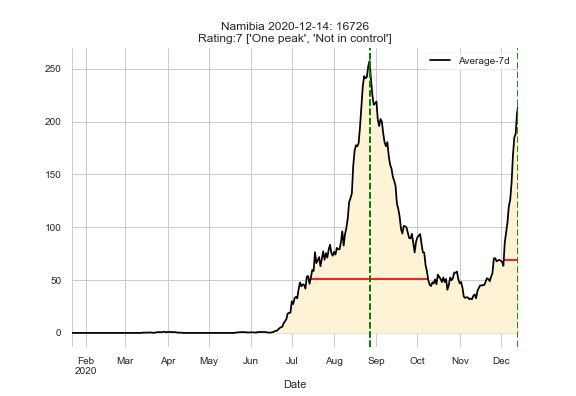 Namibia 2020-12-14: 16726
Rating:7 ['One peak', 'Not in control']
Average-7d
250
200
150
100
50
0
Feb Mar Apr May Jun Jul Aug Sep Oct Nov Dec
2020
Date